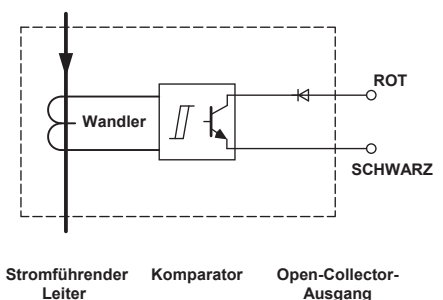 ROT
Wandler
SCHWARZ
Stromführender
Leiter
Komparator
Open-Collector-
Ausgang